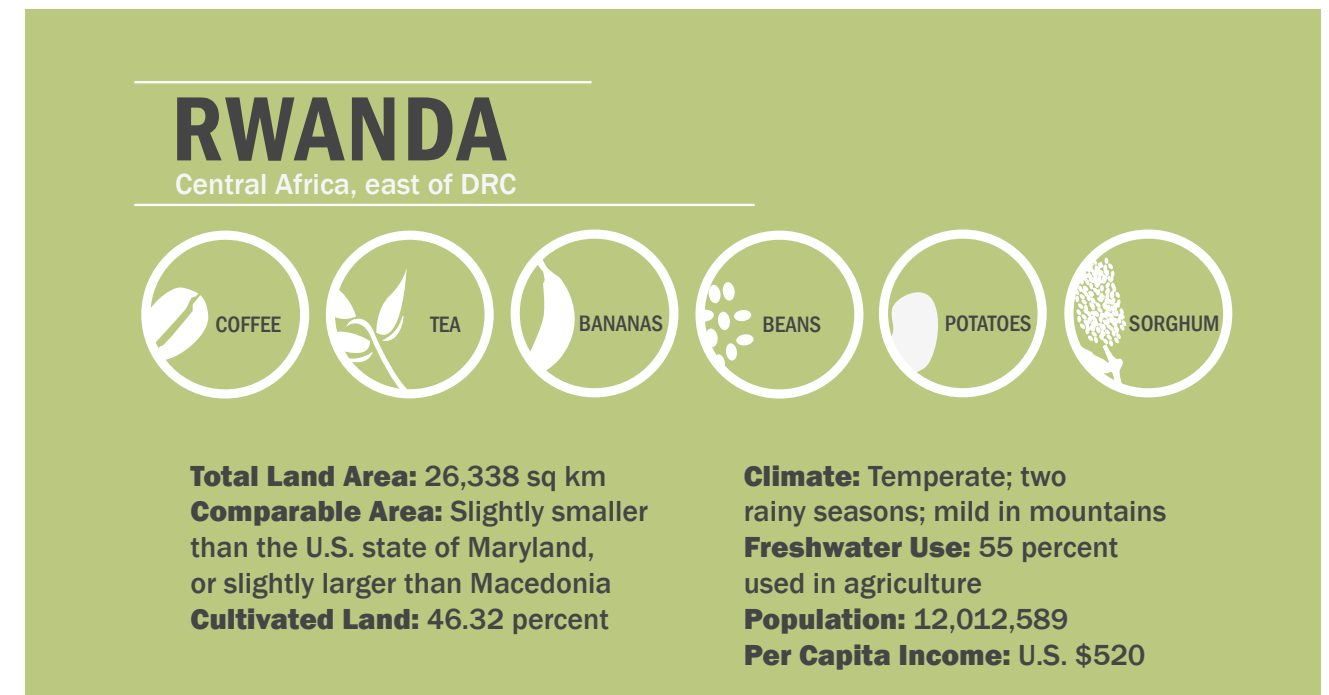 RWANDA
Central Africa, east of DRC
COFFEE
TEA
BANANAS
BEANS
POTATOES
SORGHUM
Total Land Area: 26,338 sq km
Comparable Area: Slightly smaller
than the U.S. state of Maryland,
or slightly larger than Macedonia
Cultivated Land: 46.32 percent
Climate: Temperate; two
rainy seasons; mild in mountains
Freshwater Use: 55 percent
used in agriculture
Population: 12,012,589
Per Capita Income: U.S. $520